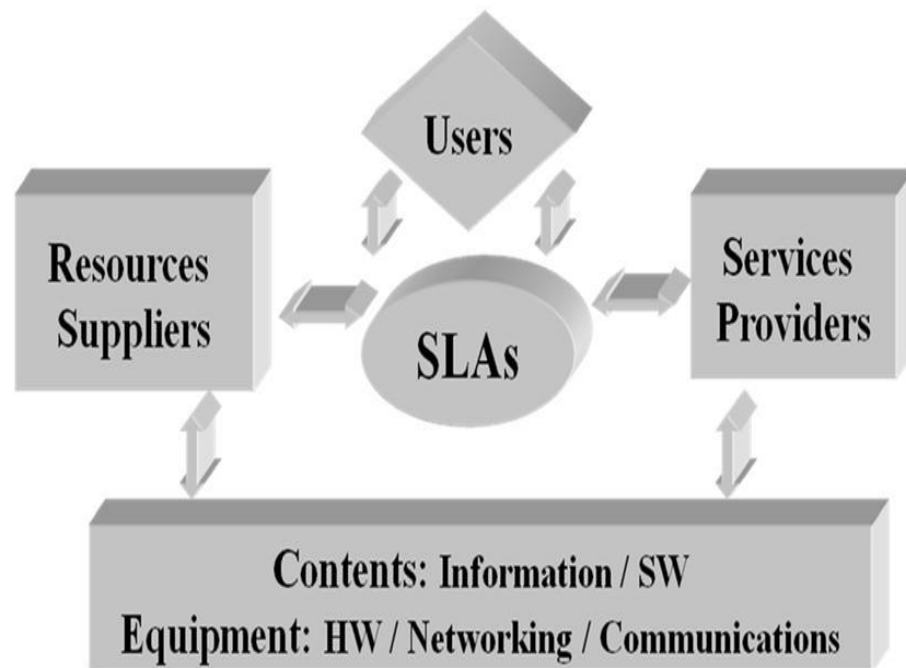 Users
Resources
Suppliers
Services
Providers
SLAs
Contents: Information / SW
Equipment: HW / Networking / Communications